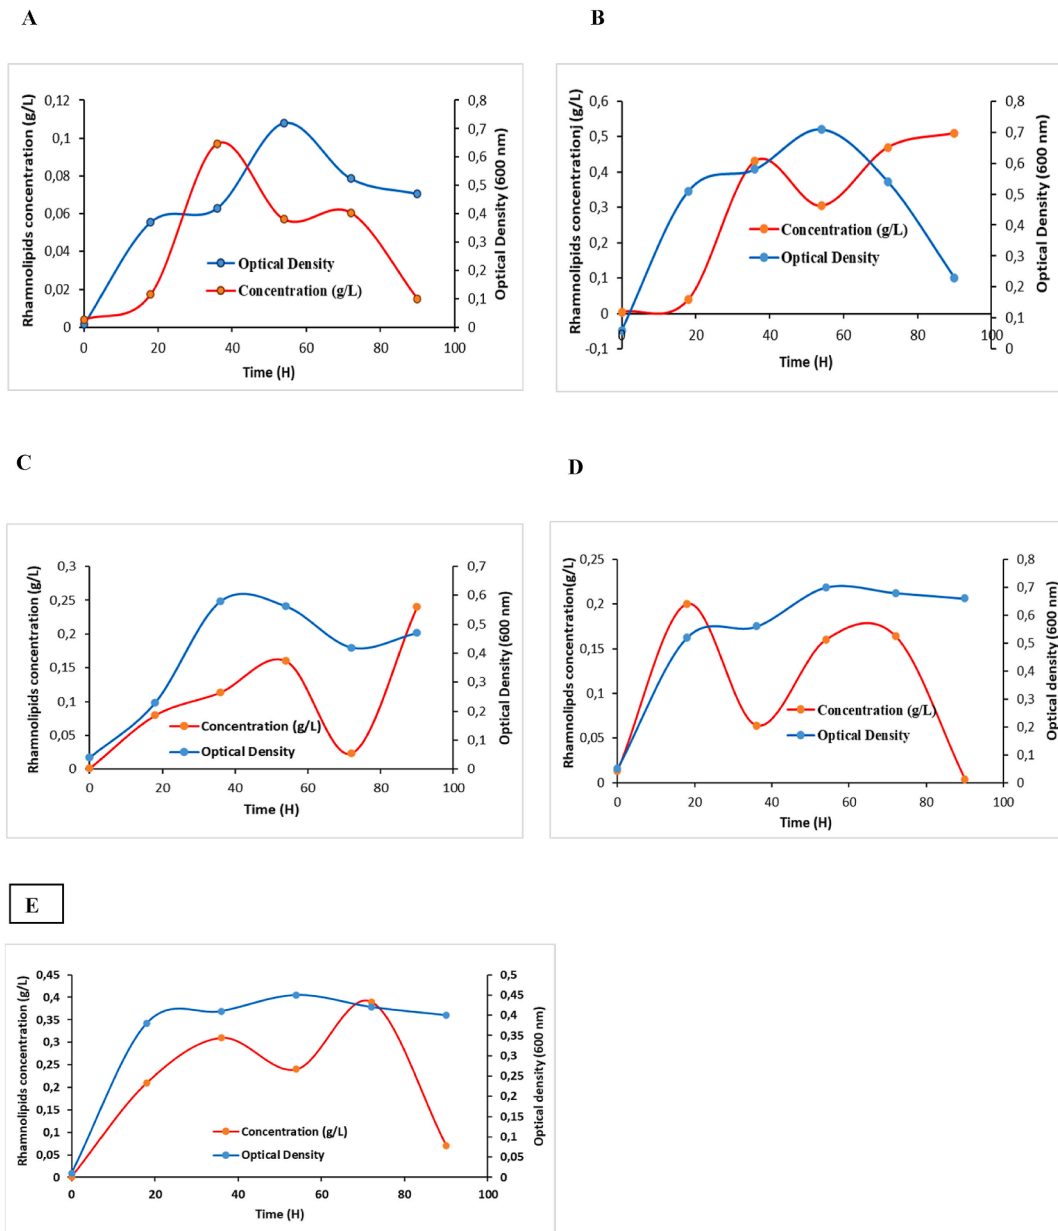 A
Rhamnolipids concentration (g/L)
0,12
0,1
0,08
0,06
0,04
0,02
0
0,8
0,7
0,6
0,5
0,4
0,3
0,2
0,1
0
Optical Density (600 nm)
Optical Density
Concentration (g/L)
0 20 40 60 80 100
Time (H)
B
Rhamnolipids concentrationj (g/L)
0,6
0,5
0,4
0,3
0,2
0,1
0
-0,1
0,8
0,7
0,6
0,5
0,4
0,3
0,2
0,1
0
Optical Density (600 nm)
Concentration (g/L)
Optical Density
0 20 40 60 80 100
Time (H)
C
Rhamnolipids concentration (g/L)
0,3
0,25
0,2
0,15
0,1
0,05
0
0,7
0,6
0,5
0,4
0,3
0,2
0,1
0
Optical Density (600 nm)
Concentration (g/L)
Optical Density
0 20 40 60 80 100
Time (H)
D
Rhamnolipids concentration(g/L)
0,25
0,2
0,15
0,1
0,05
0
0,8
0,7
0,6
0,5
0,4
0,3
0,2
0,1
0
Optical density (600 nm)
Concentration (g/L)
Optical Density
0 20 40 60 80 100
Time (H)
E
Rhamnolipids concentration (g/L)
0,45
0,4
0,35
0,3
0,25
0,2
0,15
0,1
0,05
0
0,5
0,45
0,4
0,35
0,3
0,25
0,2
0,15
0,1
0,05
0
Optical density (600 nm)
Concentration (g/L)
Optical Density
0 20 40 60 80 100
Time (H)